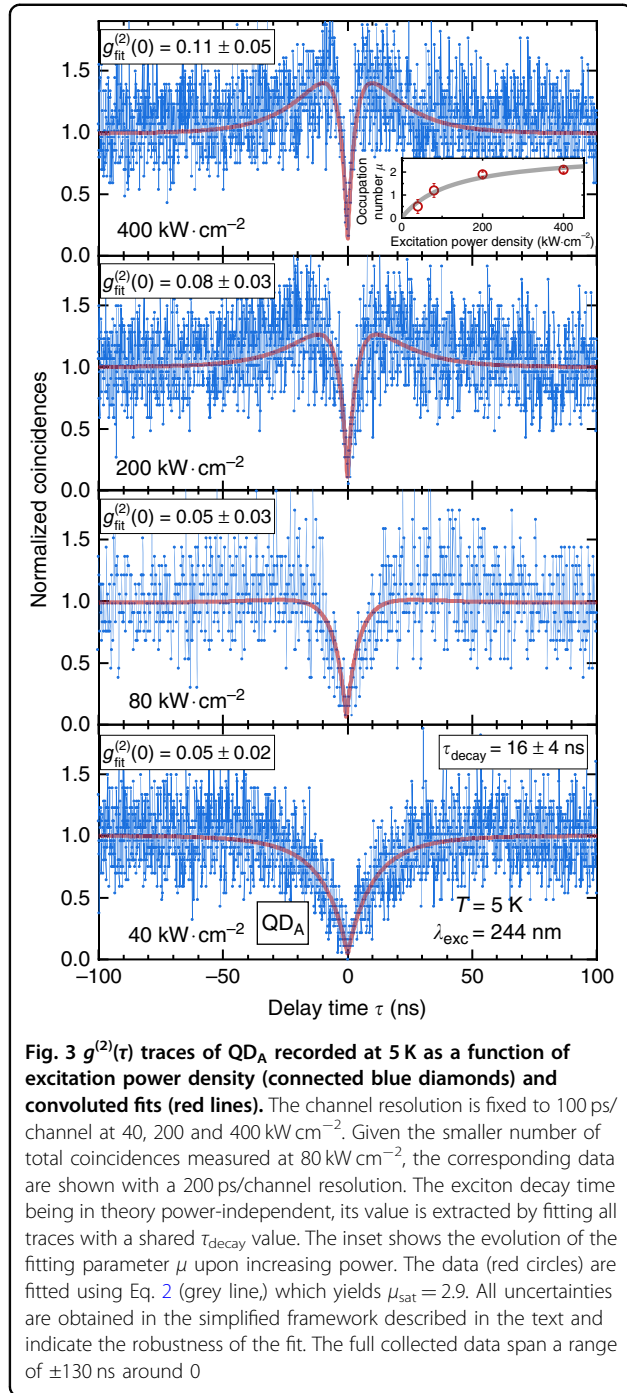 g_fit^(2)(0) = 0.11 ± 0.05
1.5
1.0
0.5
0.0
400 kW·cm⁻²
Occupation
number μ
2
1
0
0
200
400
Excitation power density (kW·cm⁻²)
g_fit^(2)(0) = 0.08 ± 0.03
1.5
1.0
0.5
0.0
200 kW·cm⁻²
Normalized coincidences
g_fit^(2)(0) = 0.05 ± 0.03
1.5
1.0
0.5
0.0
80 kW·cm⁻²
g_fit^(2)(0) = 0.05 ± 0.02
τ_decay = 16 ± 4 ns
1.5
1.0
0.5
0.0
40 kW·cm⁻²
QD_A
T = 5 K
λ_exc = 244 nm
−100 −50 0 50 100
Delay time τ (ns)
Fig. 3 g⁽²⁾(τ) traces of QD_A recorded at 5 K as a function of
excitation power density (connected blue diamonds) and
convoluted fits (red lines). The channel resolution is fixed to 100 ps/
channel at 40, 200 and 400 kW cm⁻². Given the smaller number of
total coincidences measured at 80 kW cm⁻², the corresponding data
are shown with a 200 ps/channel resolution. The exciton decay time
being in theory power-independent, its value is extracted by fitting all
traces with a shared τ_decay value. The inset shows the evolution of the
fitting parameter μ upon increasing power. The data (red circles) are
fitted using Eq. 2 (grey line,) which yields μ_sat = 2.9. All uncertainties
are obtained in the simplified framework described in the text and
indicate the robustness of the fit. The full collected data span a range
of ±130 ns around 0